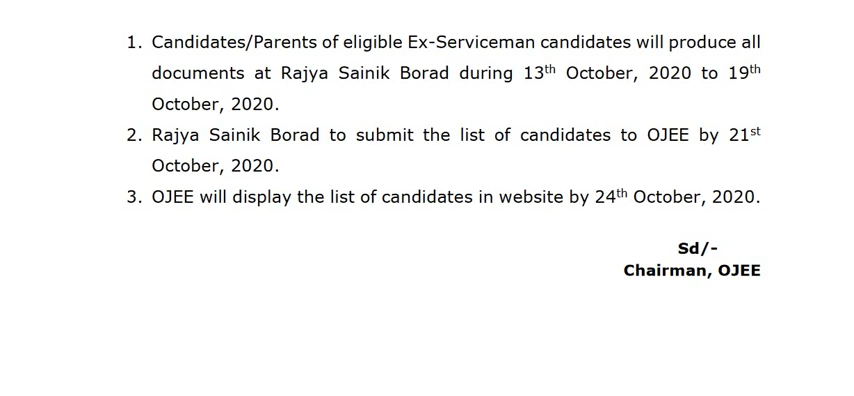 1. Candidates/Parents of eligible Ex-Serviceman candidates will produce all
documents at Rajya Sainik Borad during 13th October, 2020 to 19th
October, 2020.
2. Rajya Sainik Borad to submit the list of candidates to OJEE by 21st
October, 2020.
3. OJEE will display the list of candidates in website by 24th October, 2020.
Sd/-
Chairman, OJEE